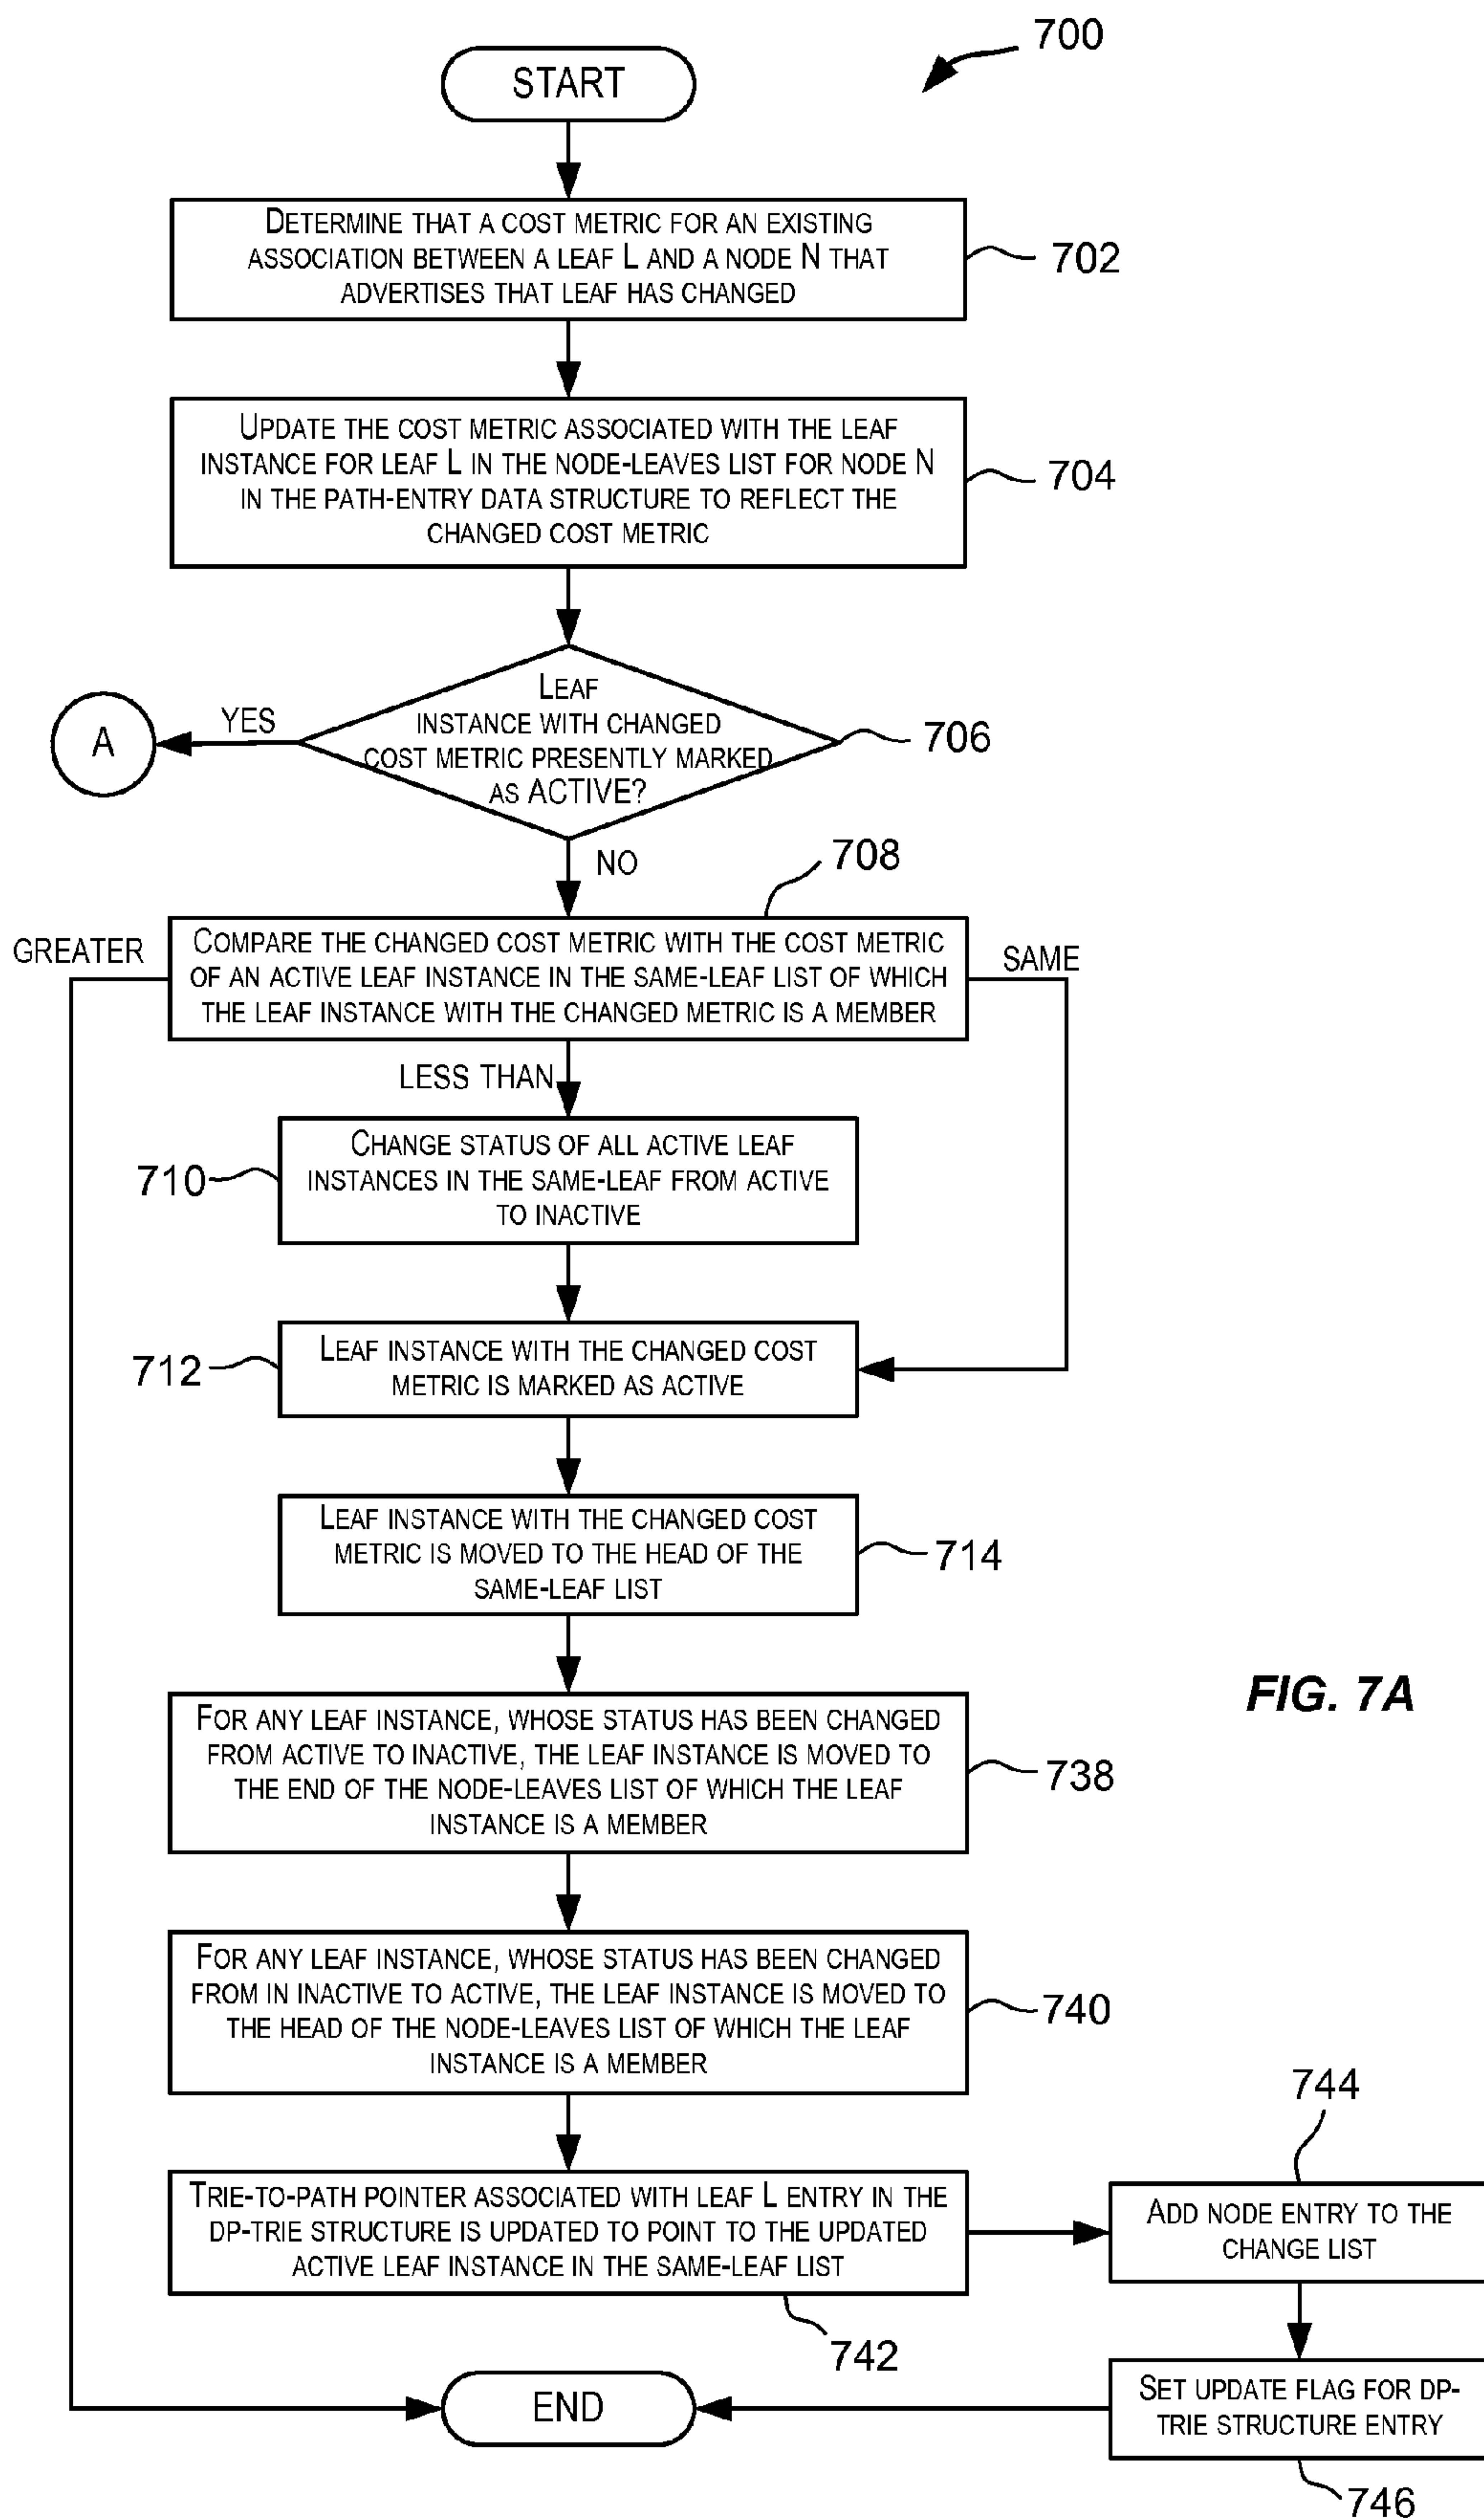 700
START
DETERMINE THAT A COST METRIC FOR AN EXISTING
ASSOCIATION BETWEEN A LEAF L AND A NODE N THAT
ADVERTISES THAT LEAF HAS CHANGED
702
UPDATE THE COST METRIC ASSOCIATED WITH THE LEAF
INSTANCE FOR LEAF L IN THE NODE-LEAVES LIST FOR NODE N
IN THE PATH-ENTRY DATA STRUCTURE TO REFLECT THE
CHANGED COST METRIC
704
LEAF
INSTANCE WITH CHANGED
COST METRIC PRESENTLY MARKED
AS ACTIVE?
706
YES
A
NO
708
GREATER
COMPARE THE CHANGED COST METRIC WITH THE COST METRIC
OF AN ACTIVE LEAF INSTANCE IN THE SAME-LEAF LIST OF WHICH
THE LEAF INSTANCE WITH THE CHANGED METRIC IS A MEMBER
SAME
LESS THAN
CHANGE STATUS OF ALL ACTIVE LEAF
INSTANCES IN THE SAME-LEAF FROM ACTIVE
TO INACTIVE
710
LEAF INSTANCE WITH THE CHANGED COST
METRIC IS MARKED AS ACTIVE
712
LEAF INSTANCE WITH THE CHANGED COST
METRIC IS MOVED TO THE HEAD OF THE
SAME-LEAF LIST
714
FIG. 7A
FOR ANY LEAF INSTANCE, WHOSE STATUS HAS BEEN CHANGED
FROM ACTIVE TO INACTIVE, THE LEAF INSTANCE IS MOVED TO
THE END OF THE NODE-LEAVES LIST OF WHICH THE LEAF
INSTANCE IS A MEMBER
738
FOR ANY LEAF INSTANCE, WHOSE STATUS HAS BEEN CHANGED
FROM IN INACTIVE TO ACTIVE, THE LEAF INSTANCE IS MOVED TO
THE HEAD OF THE NODE-LEAVES LIST OF WHICH THE LEAF
INSTANCE IS A MEMBER
740
TRIE-TO-PATH POINTER ASSOCIATED WITH LEAF L ENTRY IN THE
DP-TRIE STRUCTURE IS UPDATED TO POINT TO THE UPDATED
ACTIVE LEAF INSTANCE IN THE SAME-LEAF LIST
742
744
ADD NODE ENTRY TO THE
CHANGE LIST
SET UPDATE FLAG FOR DP-
TRIE STRUCTURE ENTRY
746
END